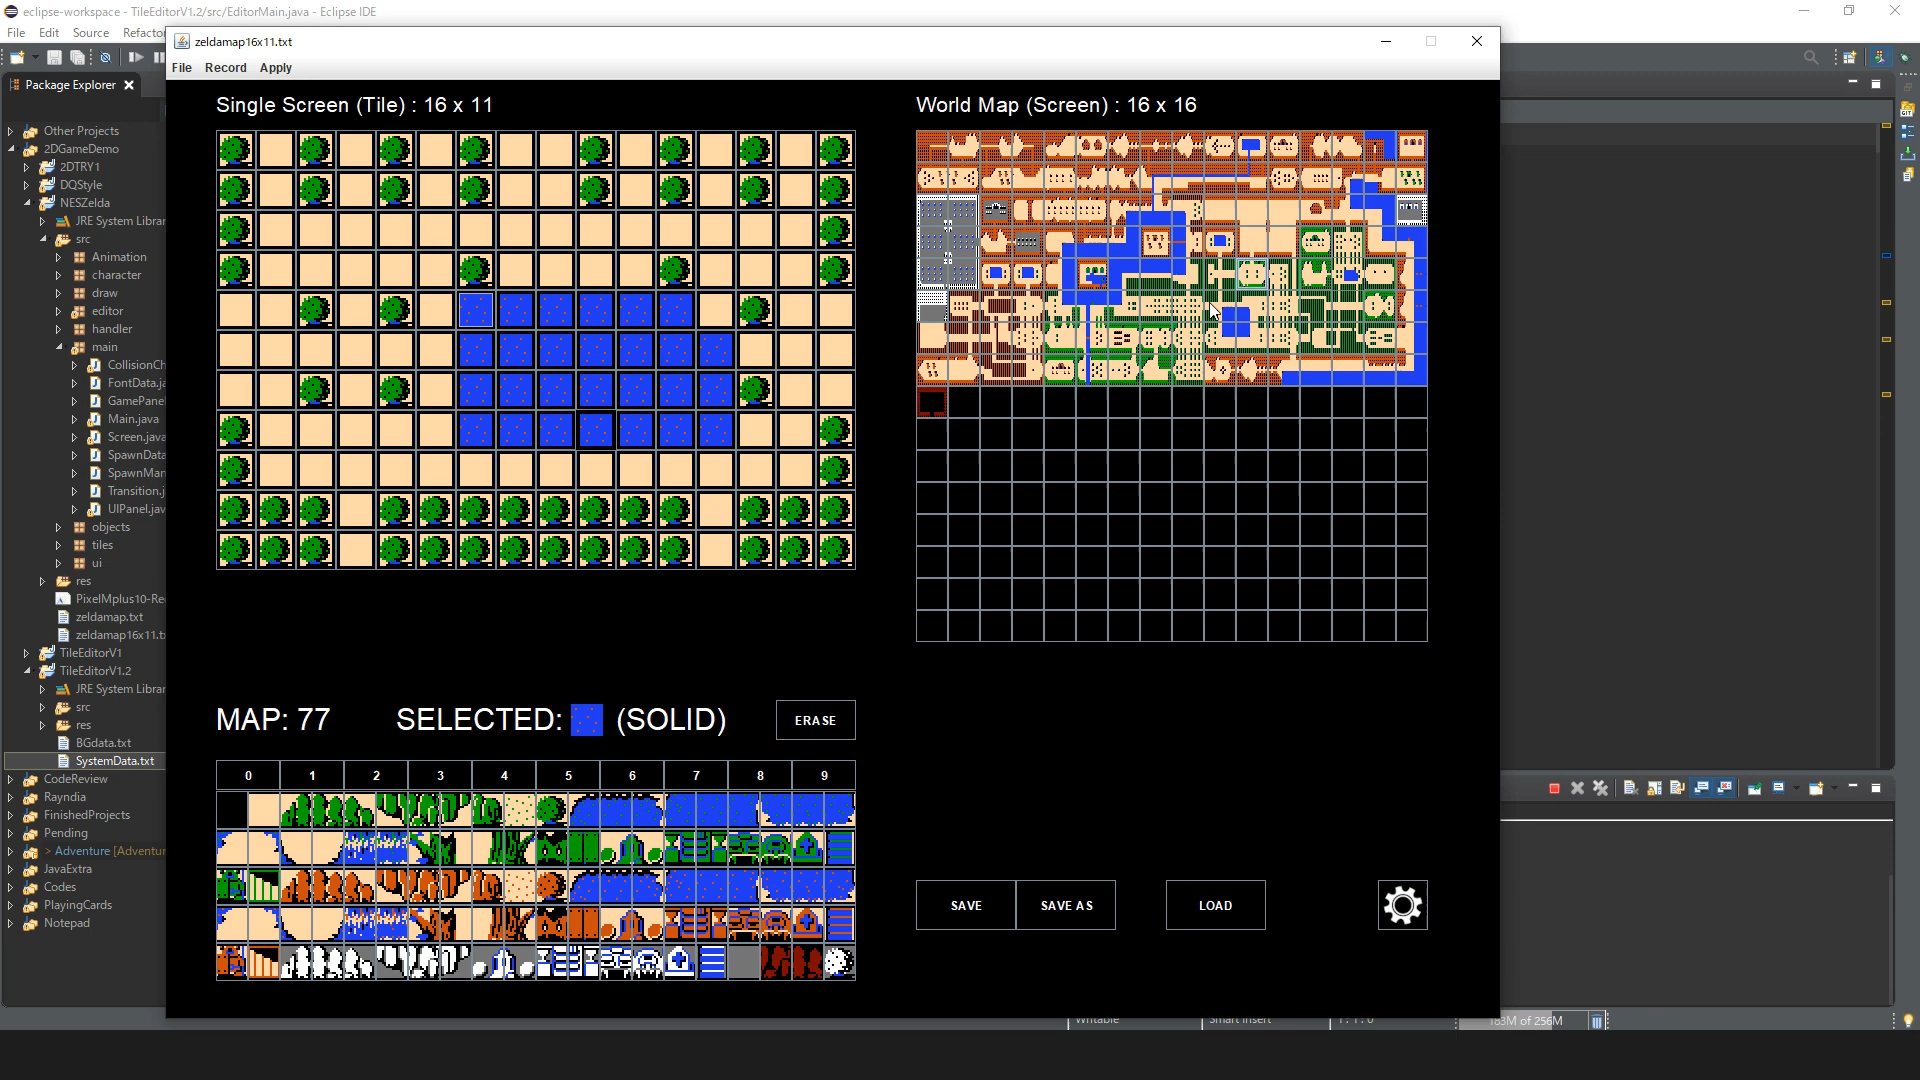 eclipse-workspace - TileEditorV1.2/src/EditorMain.java - Eclipse IDE
File Edit Source Refactor
zeldamap16x11.txt
File Record Apply
Package Explorer
Single Screen (Tile) : 16 x 11
World Map (Screen) : 16 x 16
Other Projects
2DGameDemo
2DTRY1
DQStyle
NESZelda
JRE System Librar
src
Animation
character
draw
editor
handler
main
CollisionCh
FontData.ja
GamePane
Main.java
Screen.java
SpawnData
SpawnMan
Transition.j
UIPanel.jav
objects
tiles
ui
res
PixelMplus10-Re
zeldamap.txt
zeldamap16x11.tx
TileEditorV1
TileEditorV1.2
JRE System Librar
src
res
BGdata.txt
SystemData.txt
CodeReview
Rayndia
FinishedProjects
Pending
> Adventure [Adventur
JavaExtra
Codes
PlayingCards
Notepad
MAP: 77 SELECTED: (SOLID)
ERASE
0 1 2 3 4 5 6 7 8 9
SAVE SAVE AS LOAD
Writable Smart Insert 1 : 1 : 0 183M of 256M